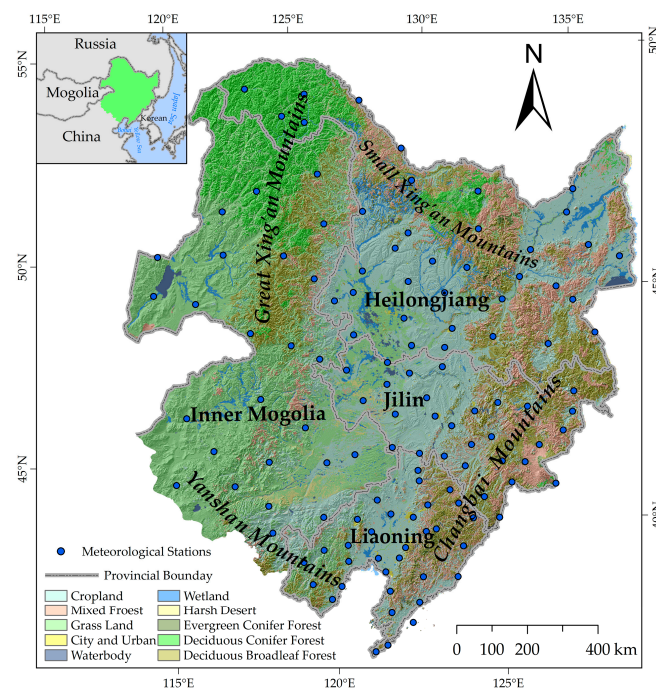 115°E 120°E 125°E 135°E
50°N
55°N
Russia
Mogolia
Korean
Japan Sea
China
N
Great Xing'an Mountains
Small Xing'an Mountains
50°N
45°N
Heilongjiang
Jilin
Inner Mogolia
Changbai Mountains
45°N
40°N
Yanshan Mountains
Liaoning
Meteorological Stations
Provincial Boundary
Cropland
Mixed Froest
Grass Land
City and Urban
Waterbody
Wetland
Harsh Desert
Evergreen Conifer Forest
Deciduous Conifer Forest
Deciduous Broadleaf Forest
0 100 200 400 km
115°E 120°E 125°E